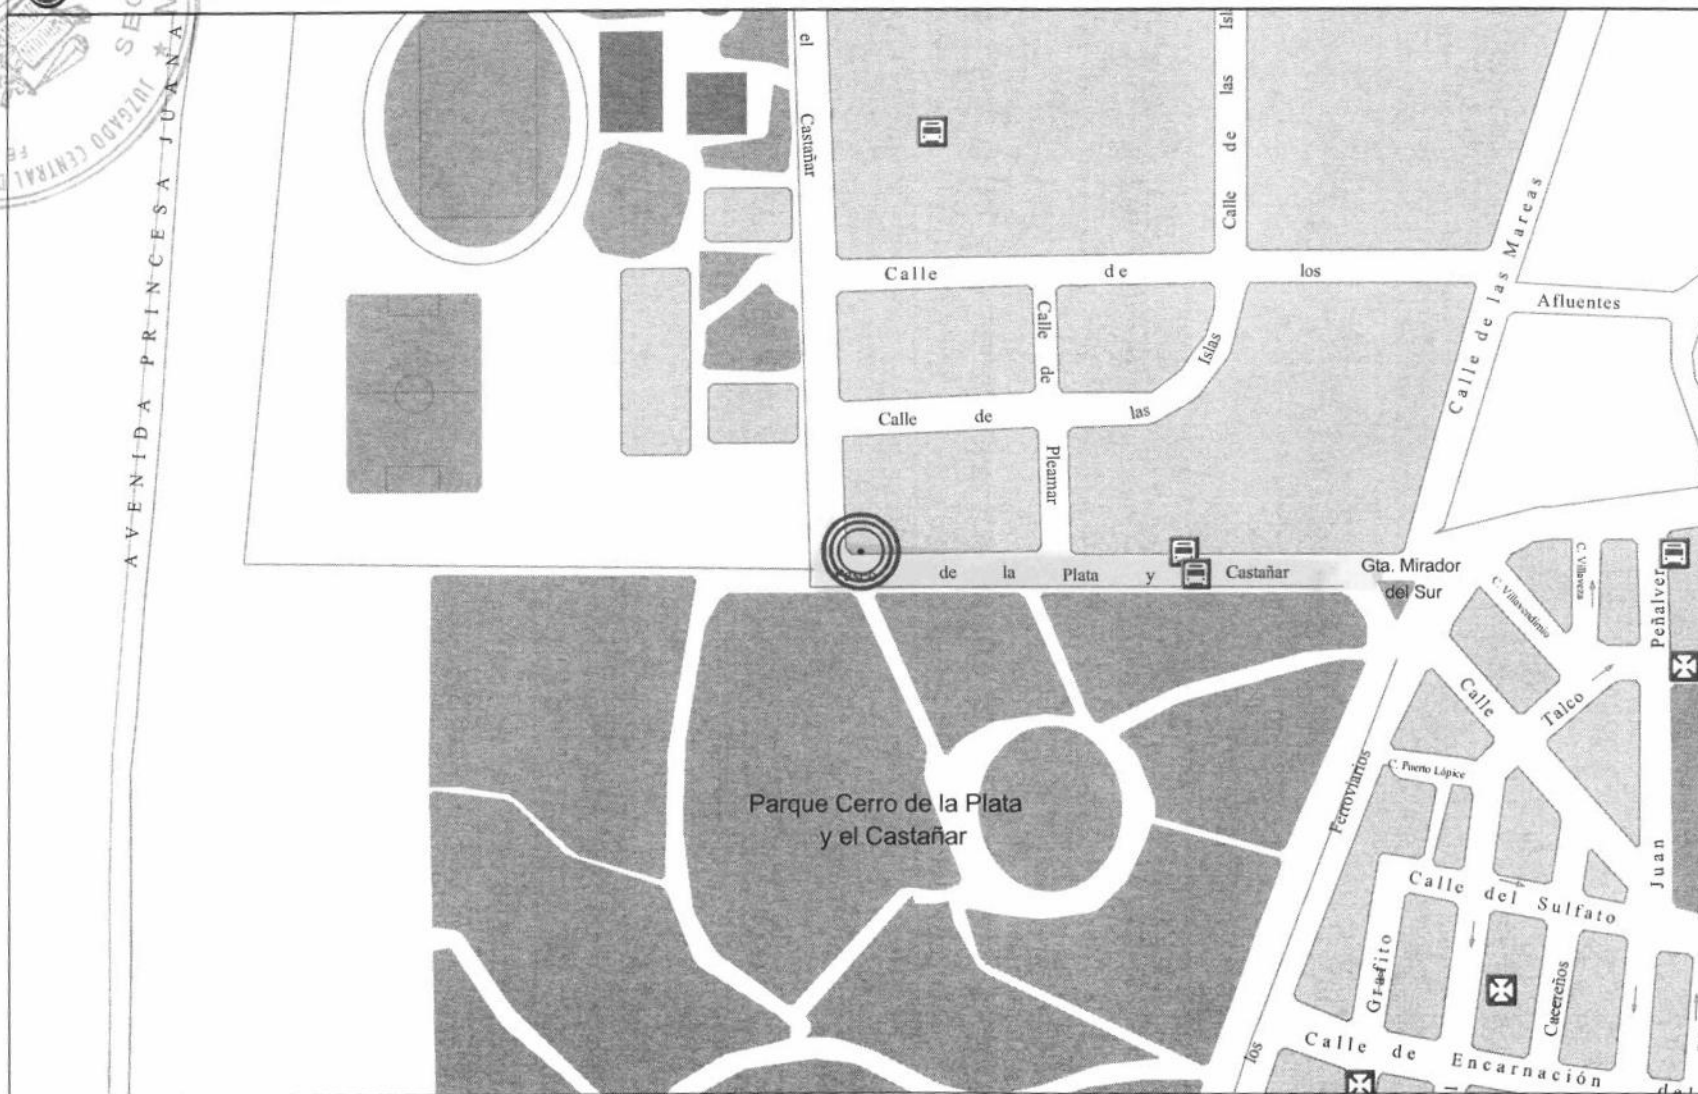 JUZGADO CENTRAL
AVENIDA PRINCESA JUANA
el Castañar
Calle de las Isl
Calle de los
Afluentes
Calle de las Mareas
Calle de
Pleamar
Calle de las Islas
de la Plata y Castañar
Gta. Mirador
del Sur
C. Villaviciosa
Peñalver
Calle
Talco
C. Puerto Lápice
Ferroviarios
Parque Cerro de la Plata
y el Castañar
Juan
Calle del Sulfato
Grafito
Cacereños
los
Calle de Encarnación del